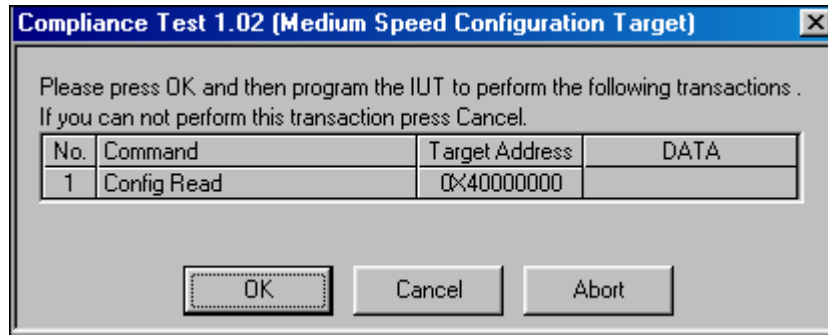 Compliance Test 1.02 (Medium Speed Configuration Target)
Please press OK and then program the IUT to perform the following transactions .
If you can not perform this transaction press Cancel.
No. Command Target Address DATA
1 Config Read 0X40000000
OK Cancel Abort